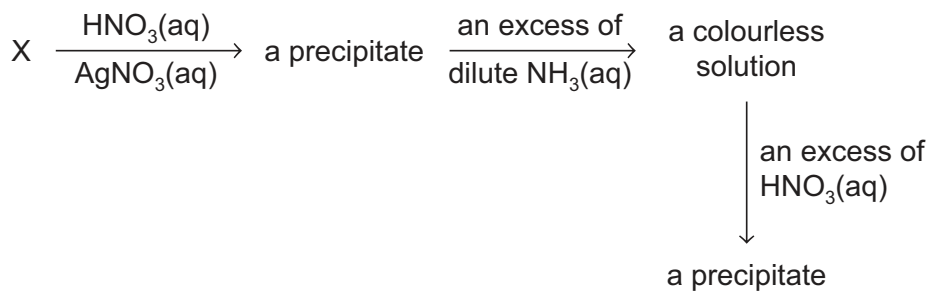 X
HNO₃(aq)
AgNO₃(aq)
a precipitate
an excess of
dilute NH₃(aq)
a colourless
solution
an excess of
HNO₃(aq)
a precipitate